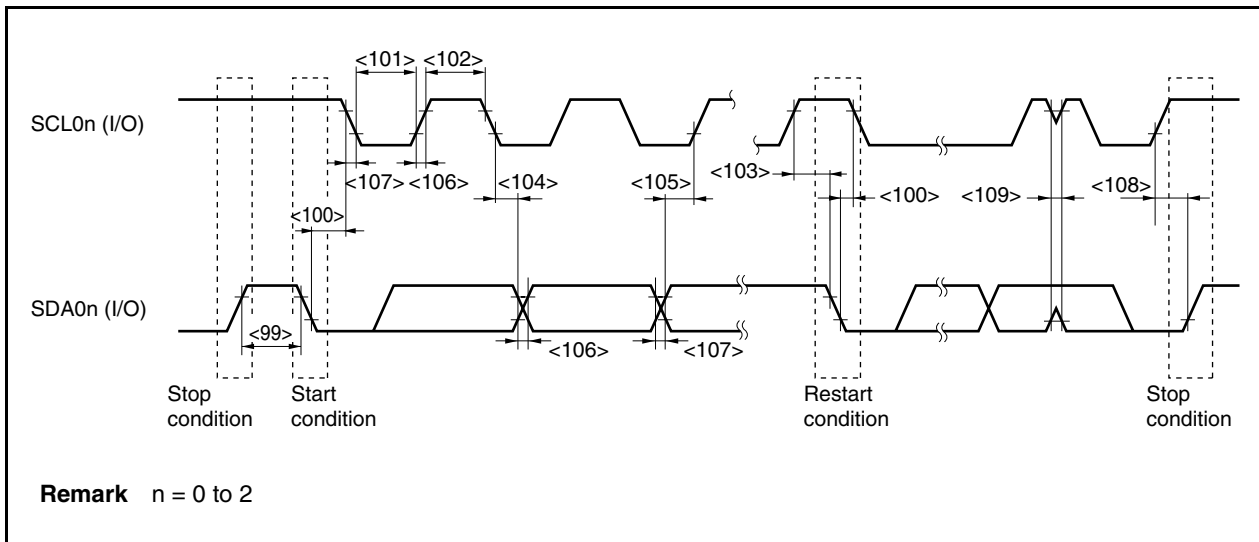 <101> <102>
SCL0n (I/O)
<107> <106> <104> <105> <103> <100> <109> <108>
<100>
SDA0n (I/O)
<99>
<106> <107>
Stop condition
Start condition
Restart condition
Stop condition
Remark n = 0 to 2